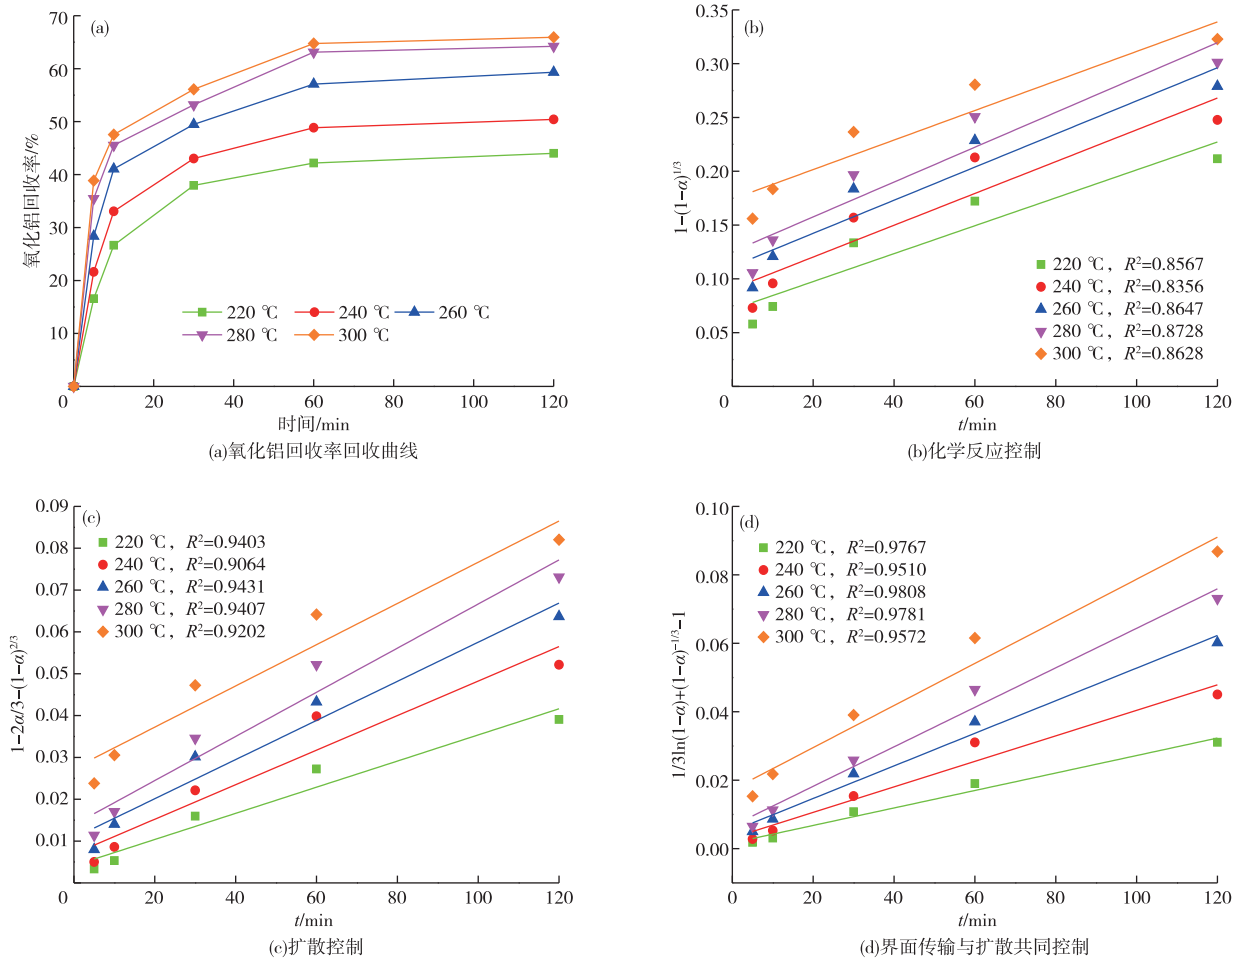 (a)
70
60
50
40
30
20
10
0
20
40
60
80
100
120
氧化铝回收率/%
220 ℃
240 ℃
260 ℃
280 ℃
300 ℃
时间/min
(a)氧化铝回收率回收曲线
(b)
0.35
0.30
0.25
0.20
0.15
0.10
0.05
0
20
40
60
80
100
120
1−(1−α)^{1/3}
220 ℃, R²=0.8567
240 ℃, R²=0.8356
260 ℃, R²=0.8647
280 ℃, R²=0.8728
300 ℃, R²=0.8628
t/min
(b)化学反应控制
(c)
0.09
0.08
0.07
0.06
0.05
0.04
0.03
0.02
0.01
0
20
40
60
80
100
120
1−2α/3−(1−α)^{2/3}
220 ℃, R²=0.9403
240 ℃, R²=0.9064
260 ℃, R²=0.9431
280 ℃, R²=0.9407
300 ℃, R²=0.9202
t/min
(c)扩散控制
(d)
0.10
0.08
0.06
0.04
0.02
0.00
0
20
40
60
80
100
120
1/3ln(1−α)+(1−α)^{−1/3}−1
220 ℃, R²=0.9767
240 ℃, R²=0.9510
260 ℃, R²=0.9808
280 ℃, R²=0.9781
300 ℃, R²=0.9572
t/min
(d)界面传输与扩散共同控制